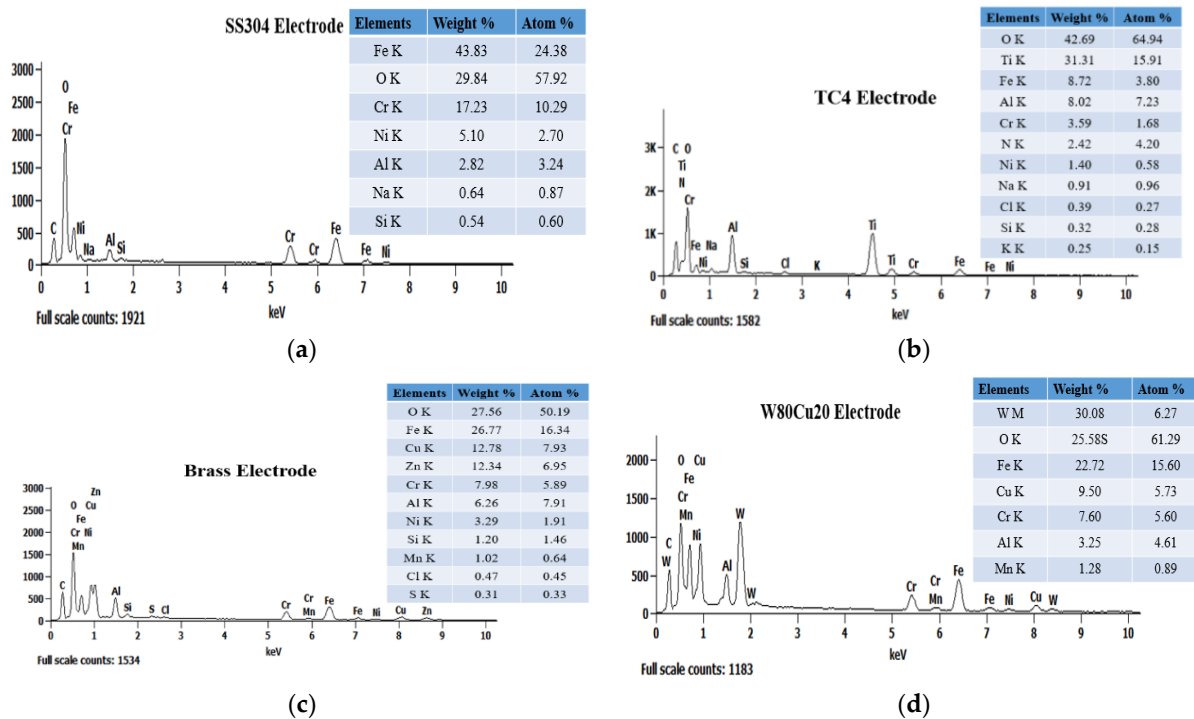 SS304 Electrode
Elements Weight % Atom %
Fe K 43.83 24.38
O K 29.84 57.92
Cr K 17.23 10.29
Ni K 5.10 2.70
Al K 2.82 3.24
Na K 0.64 0.87
Si K 0.54 0.60
3000
2500
2000
1500
1000
500
0
O
Fe
Cr
C
Ni
Na
Al
Si
Cr
Cr
Fe
Fe
Ni
0 1 2 3 4 5 6 7 8 9 10
keV
Full scale counts: 1921
(a)
TC4 Electrode
Elements Weight % Atom %
O K 42.69 64.94
Ti K 31.31 15.91
Fe K 8.72 3.80
Al K 8.02 7.23
Cr K 3.59 1.68
N K 2.42 4.20
Ni K 1.40 0.58
Na K 0.91 0.96
Cl K 0.39 0.27
Si K 0.32 0.28
K K 0.25 0.15
3K
2K
1K
0
C O
Ti
N
Cr
Fe Na
Ni
Al
Si
Cl
K
Ti
Ti
Cr
Fe
Fe
Ni
0 1 2 3 4 5 6 7 8 9 10
keV
Full scale counts: 1582
(b)
Brass Electrode
Elements Weight % Atom %
O K 27.56 50.19
Fe K 26.77 16.34
Cu K 12.78 7.93
Zn K 12.34 6.95
Cr K 7.98 5.89
Al K 6.26 7.91
Ni K 3.29 1.91
Si K 1.20 1.46
Mn K 1.02 0.64
Cl K 0.47 0.45
S K 0.31 0.33
3000
2500
2000
1500
1000
500
0
Zn
O Cu
Fe
Cr Ni
Mn
C
Al
Si
S
Cl
Cr
Cr
Mn
Fe
Fe
Ni
Cu
Zn
0 1 2 3 4 5 6 7 8 9 10
keV
Full scale counts: 1534
(c)
W80Cu20 Electrode
Elements Weight % Atom %
W M 30.08 6.27
O K 25.58S 61.29
Fe K 22.72 15.60
Cu K 9.50 5.73
Cr K 7.60 5.60
Al K 3.25 4.61
Mn K 1.28 0.89
2000
1500
1000
500
0
O Cu
Fe
Cr
Mn Ni
C
W
Al
W
W
Cr
Cr
Mn
Fe
Fe
Ni
Cu
W
0 1 2 3 4 5 6 7 8 9 10
keV
Full scale counts: 1183
(d)